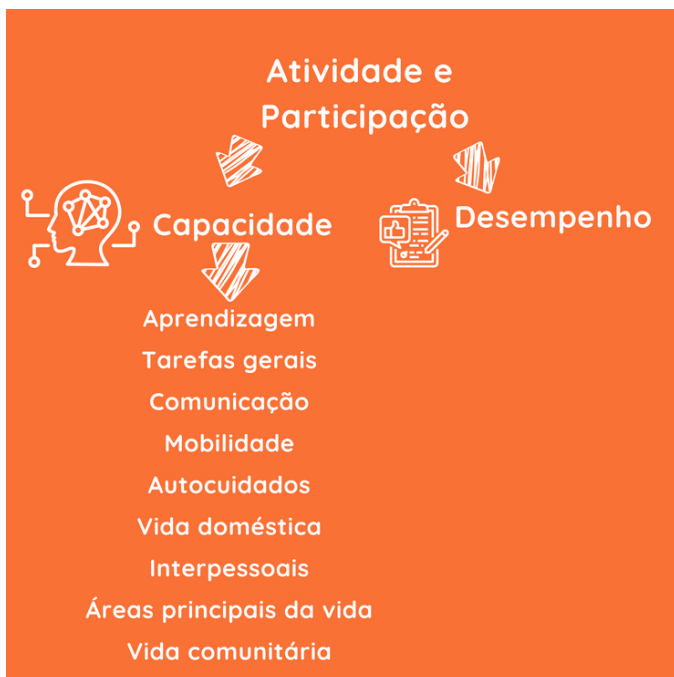 Atividade e
Participação
Capacidade
Desempenho
Aprendizagem
Tarefas gerais
Comunicação
Mobilidade
Autocuidados
Vida doméstica
Interpessoais
Áreas principais da vida
Vida comunitária